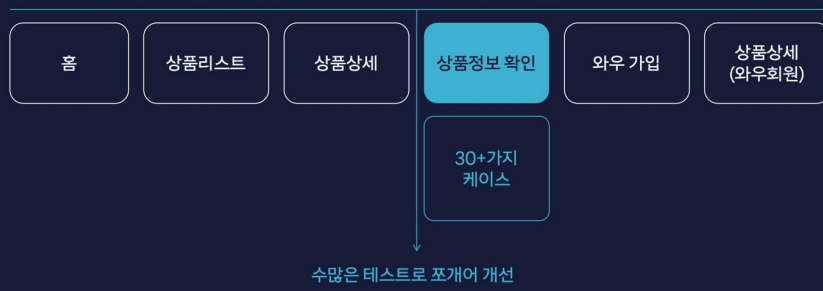 홈
상품리스트
상품상세
상품정보 확인
와우 가입
상품상세
(와우회원)
30+가지
케이스
수많은 테스트로 쪼개어 개선